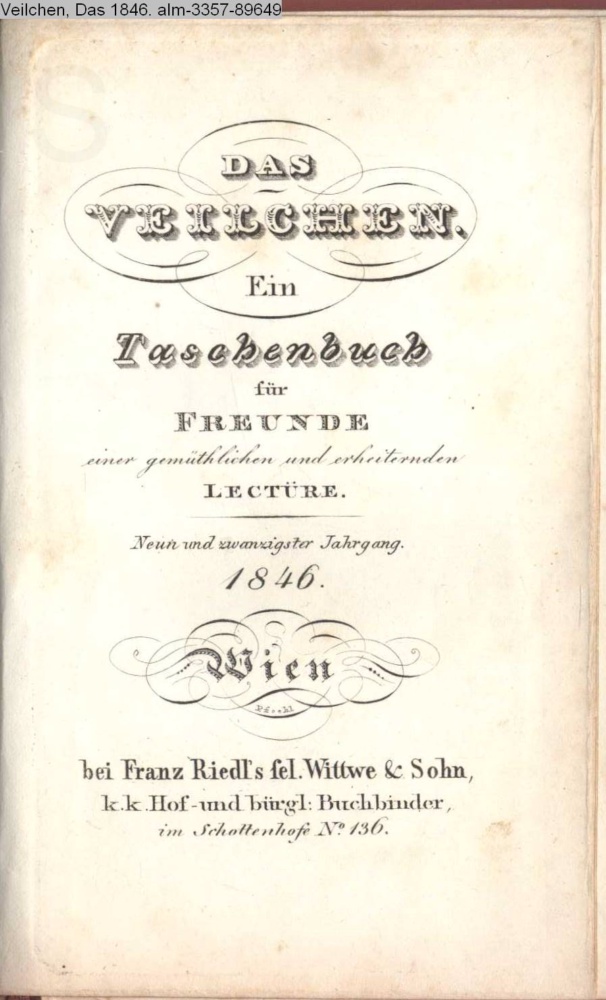 Veilchen, Das 1846. alm-3357-89649
DAS
VEILCHEN.
Ein
Taschenbuch
für
FREUNDE
einer gemüthlichen und erheiternden
LECTÜRE.
Neun und zwanzigster Jahrgang.
1846.
Wien
bei Franz Riedl's sel. Wittwe & Sohn,
k.k. Hof- und bürgl: Buchbinder,
im Schottenhofe No. 136.